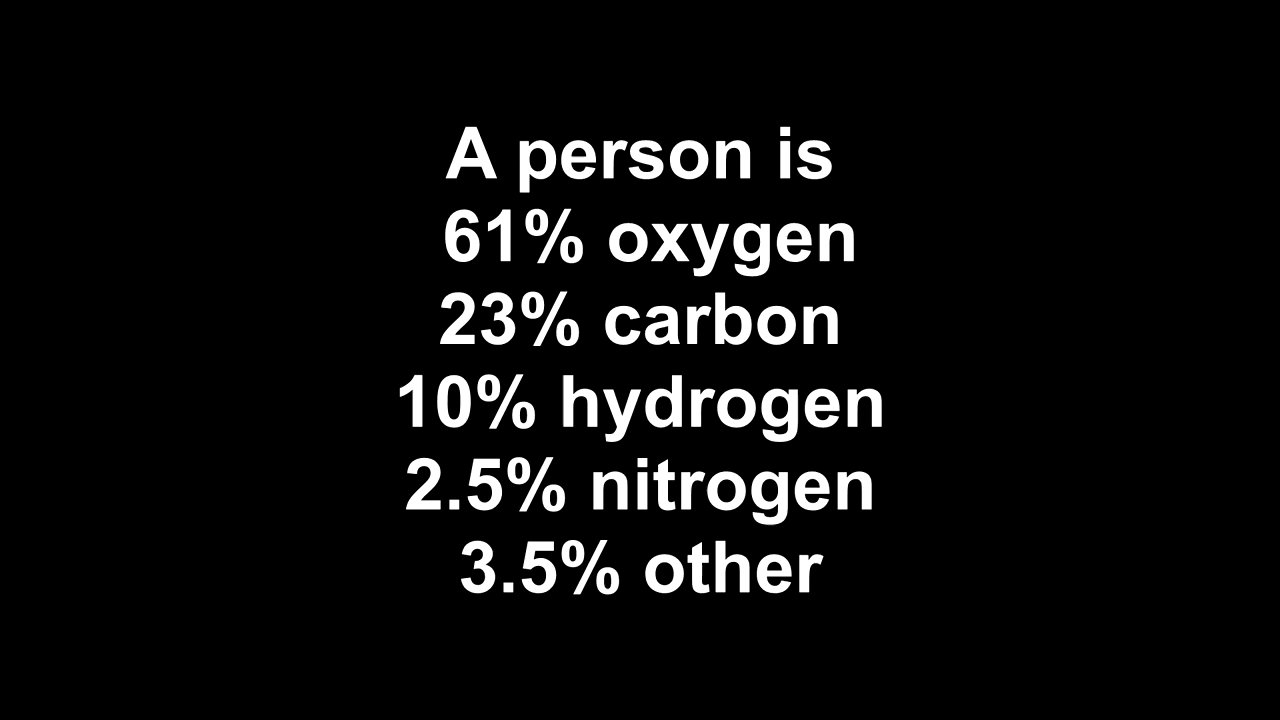 A person is
61% oxygen
23% carbon
10% hydrogen
2.5% nitrogen
3.5% other